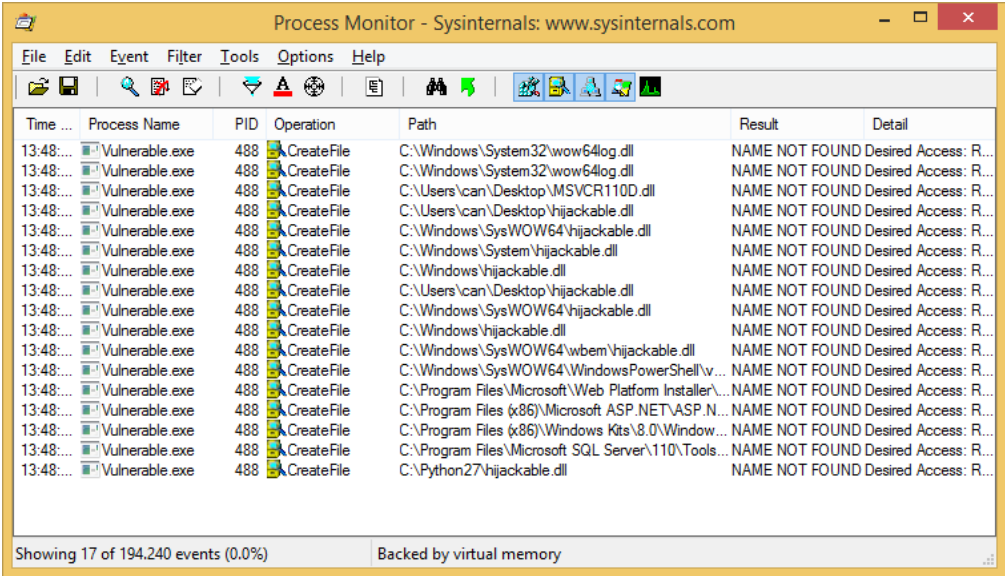 Process Monitor - Sysinternals: www.sysinternals.com
File Edit Event Filter Tools Options Help
Time ... Process Name PID Operation Path Result Detail
13:48:... Vulnerable.exe 488 CreateFile C:\Windows\System32\wow64log.dll NAME NOT FOUND Desired Access: R...
13:48:... Vulnerable.exe 488 CreateFile C:\Windows\System32\wow64log.dll NAME NOT FOUND Desired Access: R...
13:48:... Vulnerable.exe 488 CreateFile C:\Users\can\Desktop\MSVCR110D.dll NAME NOT FOUND Desired Access: R...
13:48:... Vulnerable.exe 488 CreateFile C:\Users\can\Desktop\hijackable.dll NAME NOT FOUND Desired Access: R...
13:48:... Vulnerable.exe 488 CreateFile C:\Windows\SysWOW64\hijackable.dll NAME NOT FOUND Desired Access: R...
13:48:... Vulnerable.exe 488 CreateFile C:\Windows\System\hijackable.dll NAME NOT FOUND Desired Access: R...
13:48:... Vulnerable.exe 488 CreateFile C:\Windows\hijackable.dll NAME NOT FOUND Desired Access: R...
13:48:... Vulnerable.exe 488 CreateFile C:\Users\can\Desktop\hijackable.dll NAME NOT FOUND Desired Access: R...
13:48:... Vulnerable.exe 488 CreateFile C:\Windows\SysWOW64\hijackable.dll NAME NOT FOUND Desired Access: R...
13:48:... Vulnerable.exe 488 CreateFile C:\Windows\hijackable.dll NAME NOT FOUND Desired Access: R...
13:48:... Vulnerable.exe 488 CreateFile C:\Windows\SysWOW64\wbem\hijackable.dll NAME NOT FOUND Desired Access: R...
13:48:... Vulnerable.exe 488 CreateFile C:\Windows\SysWOW64\WindowsPowerShell\v... NAME NOT FOUND Desired Access: R...
13:48:... Vulnerable.exe 488 CreateFile C:\Program Files\Microsoft\Web Platform Installer\... NAME NOT FOUND Desired Access: R...
13:48:... Vulnerable.exe 488 CreateFile C:\Program Files (x86)\Microsoft ASP.NET\ASP.N... NAME NOT FOUND Desired Access: R...
13:48:... Vulnerable.exe 488 CreateFile C:\Program Files (x86)\Windows Kits\8.0\Window... NAME NOT FOUND Desired Access: R...
13:48:... Vulnerable.exe 488 CreateFile C:\Program Files\Microsoft SQL Server\110\Tools... NAME NOT FOUND Desired Access: R...
13:48:... Vulnerable.exe 488 CreateFile C:\Python27\hijackable.dll NAME NOT FOUND Desired Access: R...
Showing 17 of 194.240 events (0.0%) Backed by virtual memory